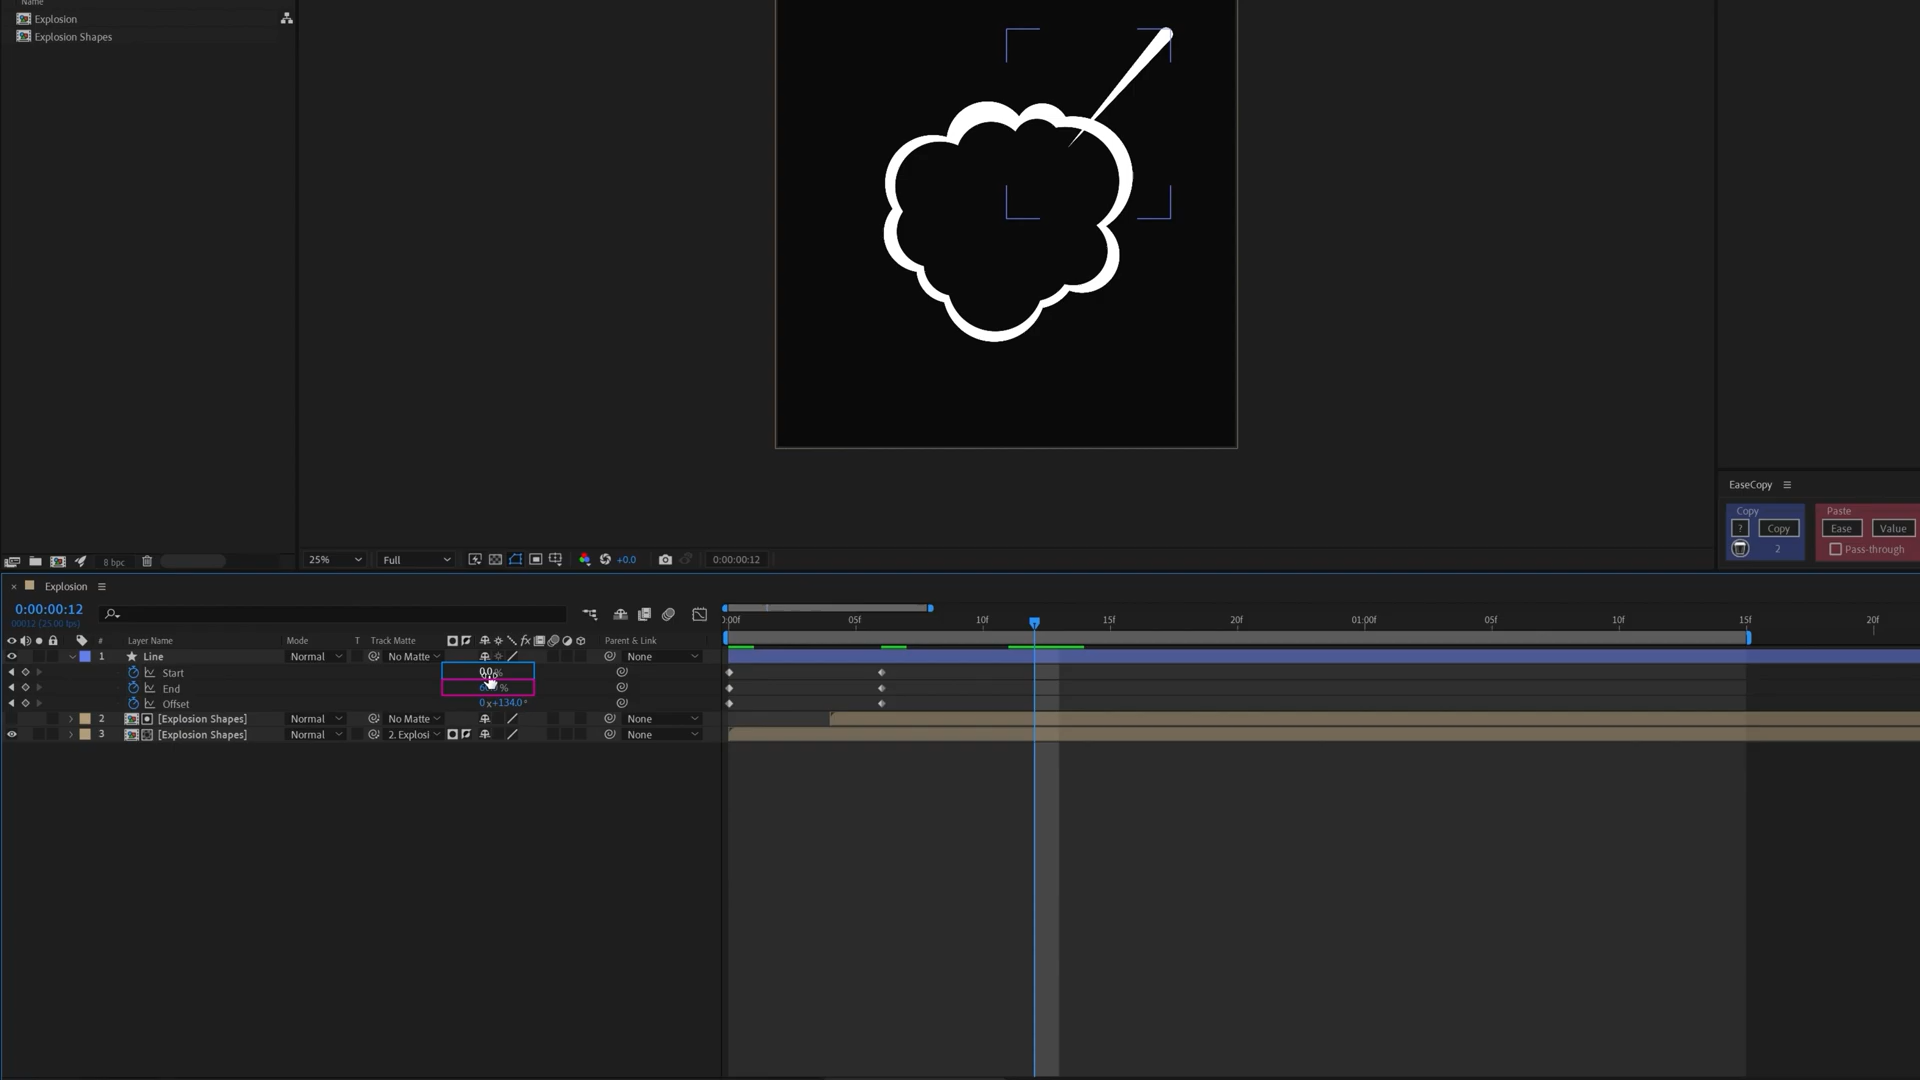 Name
Explosion
Explosion Shapes
EaseCopy
Copy
Paste
? Copy Ease Value
2 Pass-through
8 bpc
25% Full +0.0 0:00:00:12
Explosion
0:00:00:12
00012 (25.00 fps)
0:00f 05f 10f 15f 20f 01:00f 05f 10f 15f 20f
# Layer Name Mode T Track Matte fx Parent & Link
1 Line Normal No Matte None
Start 0.0 %
End %
Offset 0 x+134.0 °
2 [Explosion Shapes] Normal No Matte None
3 [Explosion Shapes] Normal 2. Explosi None